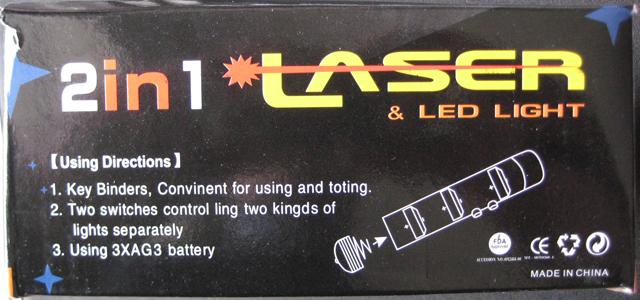 2in1 LASER
& LED LIGHT
【Using Directions】
1. Key Binders, Convinent for using and toting.
2. Two switches control ling two kingds of
lights separately
3. Using 3XAG3 battery
FDA
CE
MADE IN CHINA